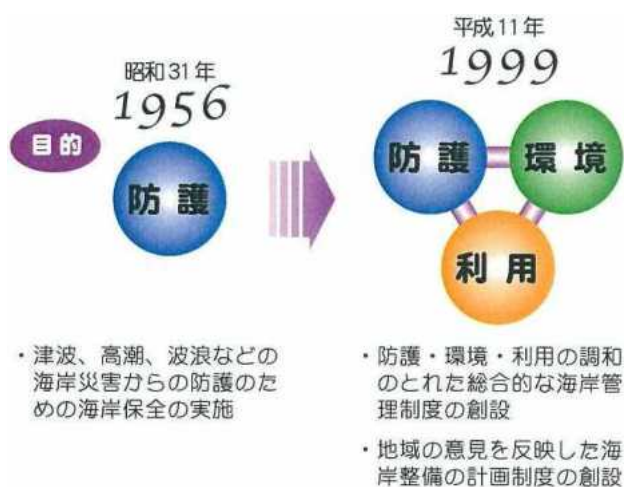 昭和31年
1956
目的
防護
平成11年
1999
防護
環境
利用
・津波、高潮、波浪などの
海岸災害からの防護のた
めの海岸保全の実施
・防護・環境・利用の調和
のとれた総合的な海岸管
理制度の創設
・地域の意見を反映した海
岸整備の計画制度の創設